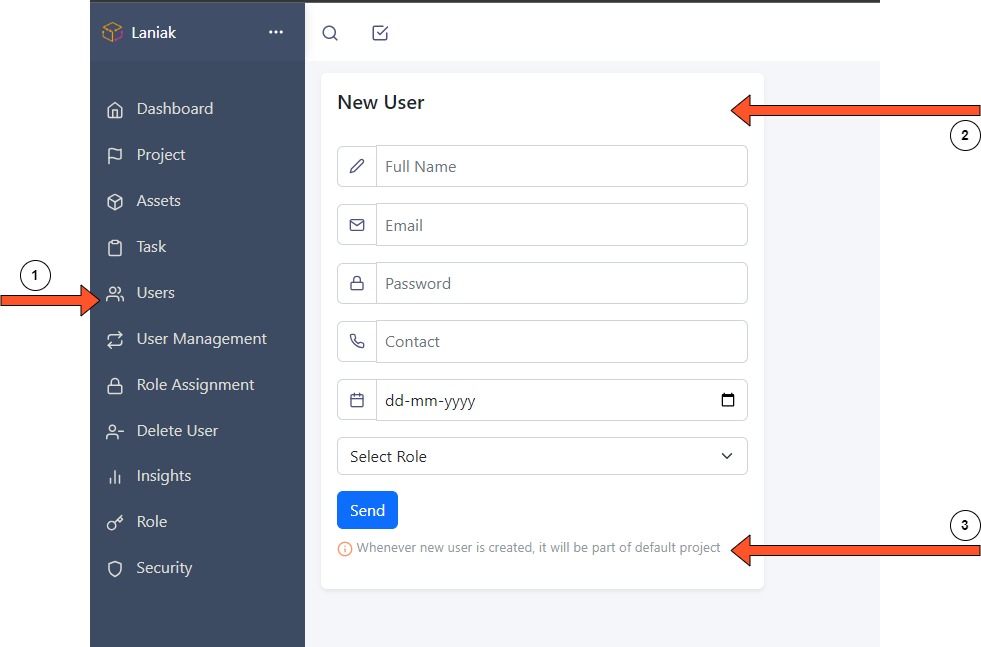 Laniak
Dashboard
Project
Assets
Task
Users
User Management
Role Assignment
Delete User
Insights
Role
Security
New User
Full Name
Email
Password
Contact
dd-mm-yyyy
Select Role
Send
Whenever new user is created, it will be part of default project
1
2
3